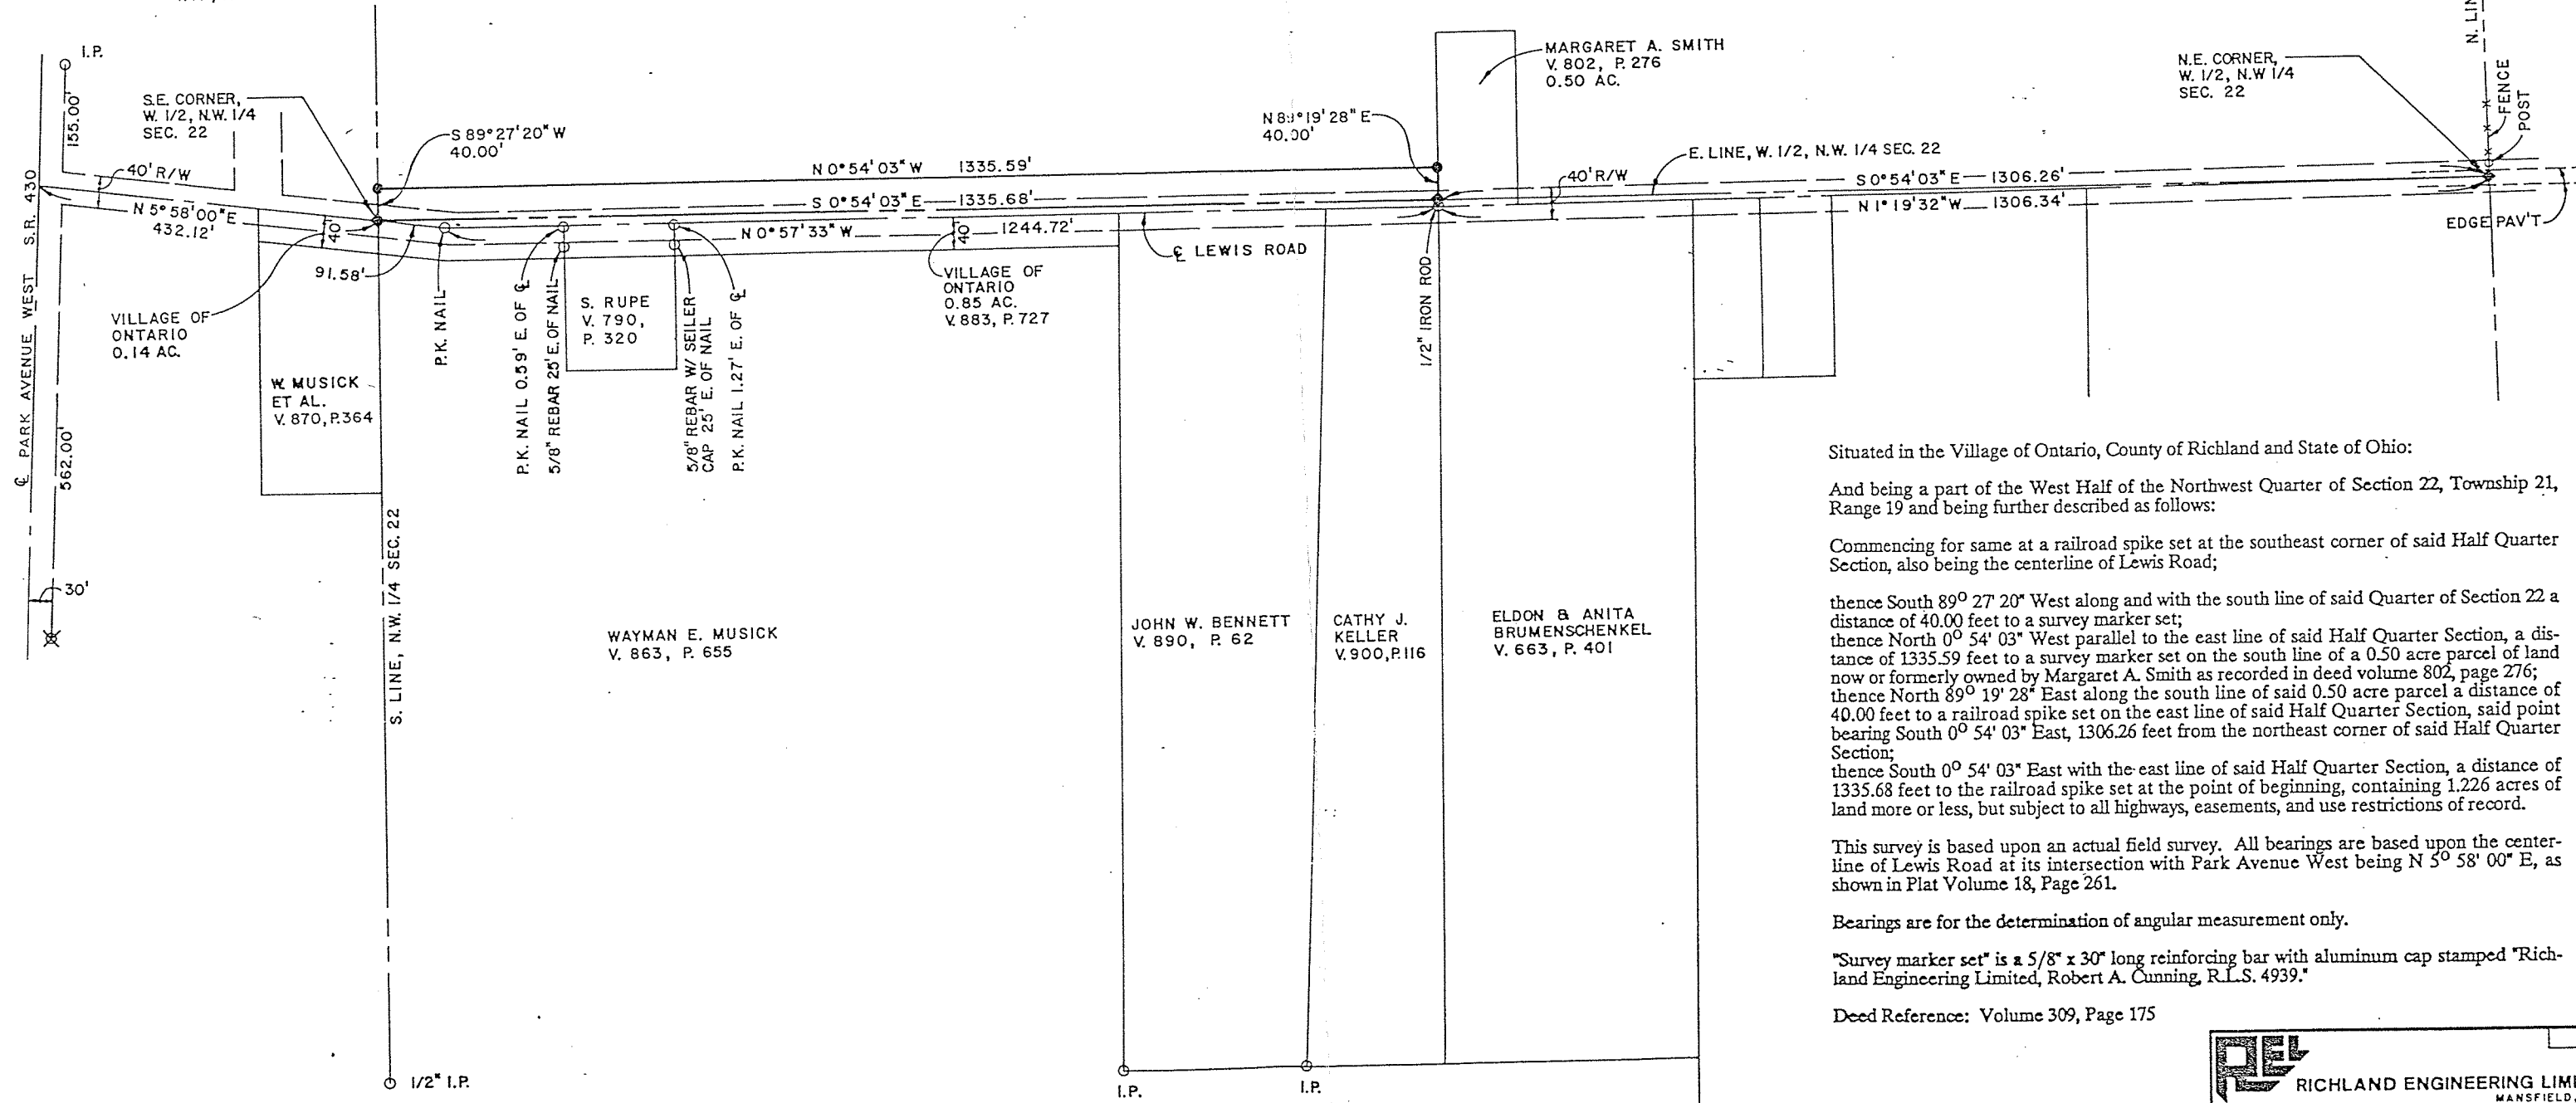 I.P.
155.00'
S.E. CORNER,
W. 1/2, N.W. 1/4
SEC. 22
40' R/W
S 89°27'20" W
40.00'
N 5°58'00" E
432.12'
40'
91.58'
VILLAGE OF
ONTARIO
0.14 AC.
℄ PARK AVENUE WEST S.R. 430
562.00'
30'
W. MUSICK
ET AL.
V. 870, P.364
S. LINE, N.W. 1/4 SEC. 22
1/2" I.P.
P.K. NAIL
P.K. NAIL 0.59' E. OF ℄
5/8" REBAR 25' E. OF NAIL
S. RUPE
V. 790,
P. 320
5/8" REBAR W/ SEILER
CAP 25' E. OF NAIL
P.K. NAIL 1.27' E. OF ℄
N 0°54'03" W 1335.59'
S 0°54'03" E 1335.68'
N 0°57'33" W 1244.72'
40'
VILLAGE OF
ONTARIO
0.85 AC.
V. 883, P. 727
℄ LEWIS ROAD
WAYMAN E. MUSICK
V. 863, P. 655
JOHN W. BENNETT
V. 890, P. 62
CATHY J.
KELLER
V. 900, P.116
ELDON & ANITA
BRUMENSCHENKEL
V. 663, P. 401
I.P.
I.P.
1/2" IRON ROD
19'28" E
40.00'
MARGARET A. SMITH
V. 802, P. 276
0.50 AC.
40' R/W
E. LINE, W. 1/2, N.W. 1/4 SEC. 22
S 0°54'03" E 1306.26'
N 1°19'32" W 1306.34'
N.E. CORNER,
W. 1/2, N.W 1/4
SEC. 22
N. LIN
FENCE
POST
EDGE PAV'T
Situated in the Village of Ontario, County of Richland and State of Ohio:
And being a part of the West Half of the Northwest Quarter of Section 22, Township 21,
Range 19 and being further described as follows:
Commencing for same at a railroad spike set at the southeast corner of said Half Quarter
Section, also being the centerline of Lewis Road;
thence South 89° 27' 20" West along and with the south line of said Quarter of Section 22 a
distance of 40.00 feet to a survey marker set;
thence North 0° 54' 03" West parallel to the east line of said Half Quarter Section, a dis-
tance of 1335.59 feet to a survey marker set on the south line of a 0.50 acre parcel of land
now or formerly owned by Margaret A. Smith as recorded in deed volume 802, page 276;
thence North 89° 19' 28" East along the south line of said 0.50 acre parcel a distance of
40.00 feet to a railroad spike set on the east line of said Half Quarter Section, said point
bearing South 0° 54' 03" East, 1306.26 feet from the northeast corner of said Half Quarter
Section;
thence South 0° 54' 03" East with the east line of said Half Quarter Section, a distance of
1335.68 feet to the railroad spike set at the point of beginning, containing 1.226 acres of
land more or less, but subject to all highways, easements, and use restrictions of record.
This survey is based upon an actual field survey. All bearings are based upon the center-
line of Lewis Road at its intersection with Park Avenue West being N 5° 58' 00" E, as
shown in Plat Volume 18, Page 261.
Bearings are for the determination of angular measurement only.
"Survey marker set" is a 5/8" x 30" long reinforcing bar with aluminum cap stamped "Rich-
land Engineering Limited, Robert A. Cunning, R.L.S. 4939."
Deed Reference: Volume 309, Page 175
REL
RICHLAND ENGINEERING LIMI
MANSFIELD,